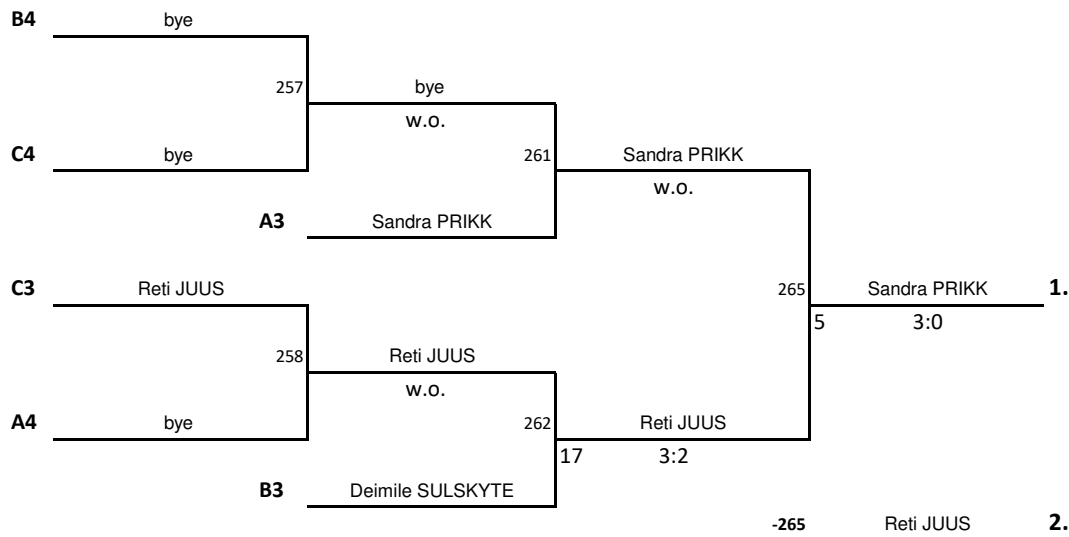 B4 bye
257 bye
w.o.
C4 bye 261 Sandra PRIKK
w.o.
A3 Sandra PRIKK
C3 Reti JUUS 265 Sandra PRIKK 1.
5 3:0
258 Reti JUUS
w.o.
A4 bye 262 Reti JUUS
17 3:2
B3 Deimile SULSKYTE
-265 Reti JUUS 2.